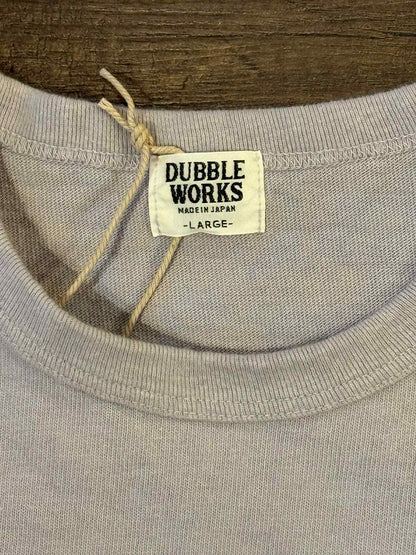 DUBBLE
WORKS
MADE IN JAPAN
-LARGE-